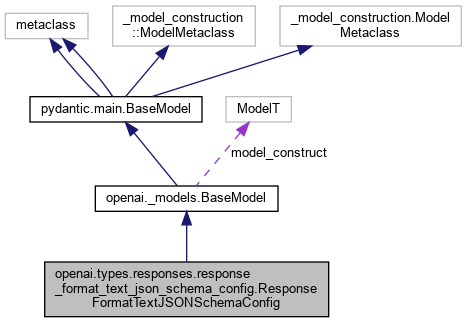 metaclass
_model_construction
::ModelMetaclass
_model_construction.Model
Metaclass
pydantic.main.BaseModel
ModelT
model_construct
openai._models.BaseModel
openai.types.responses.response
_format_text_json_schema_config.Response
FormatTextJSONSchemaConfig